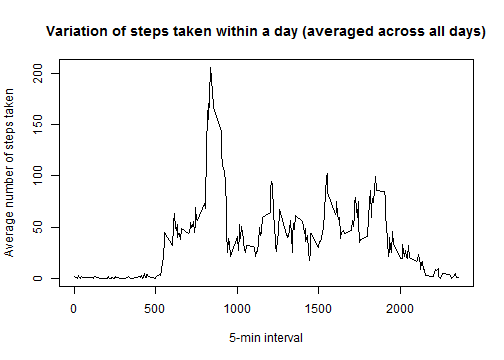 Variation of steps taken within a day (averaged across all days)
Average number of steps taken
200
150
100
50
0
0 500 1000 1500 2000
5-min interval